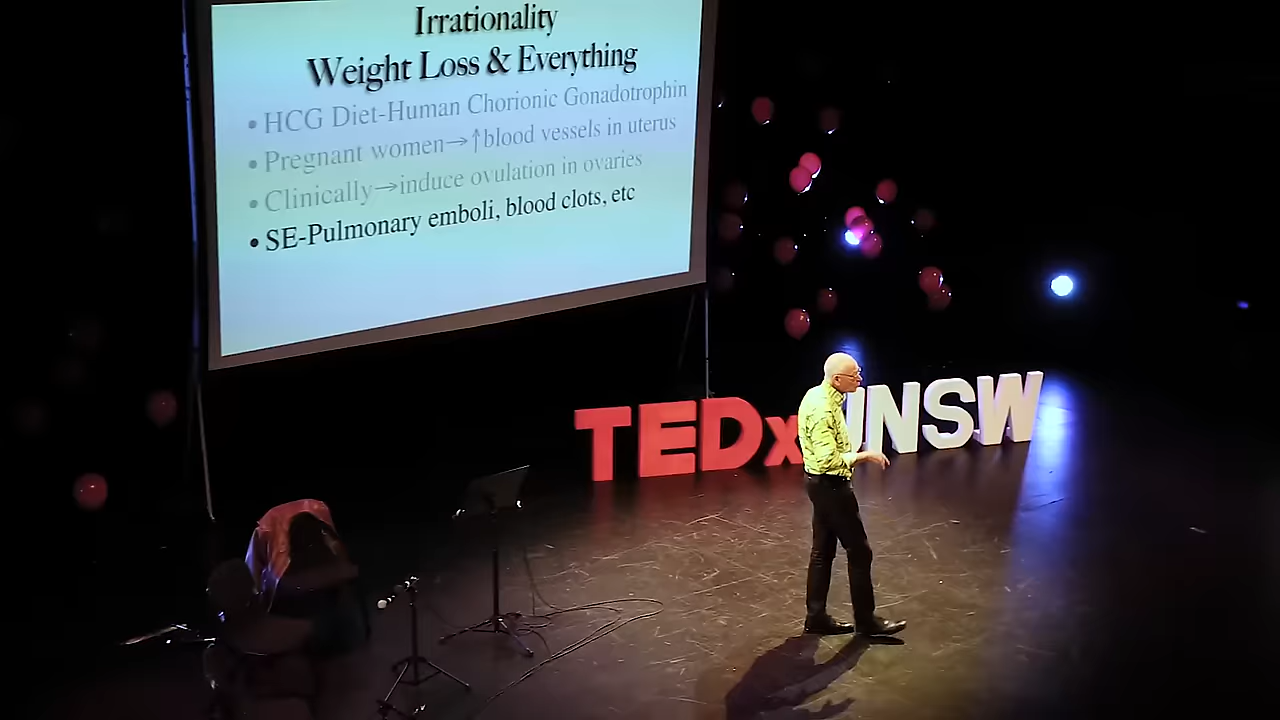 Irrationality
Weight Loss & Everything
• HCG Diet-Human Chorionic Gonadotrophin
• Pregnant women→↑blood vessels in uterus
• Clinically→induce ovulation in ovaries
• SE-Pulmonary emboli, blood clots, etc
TEDxUNSW